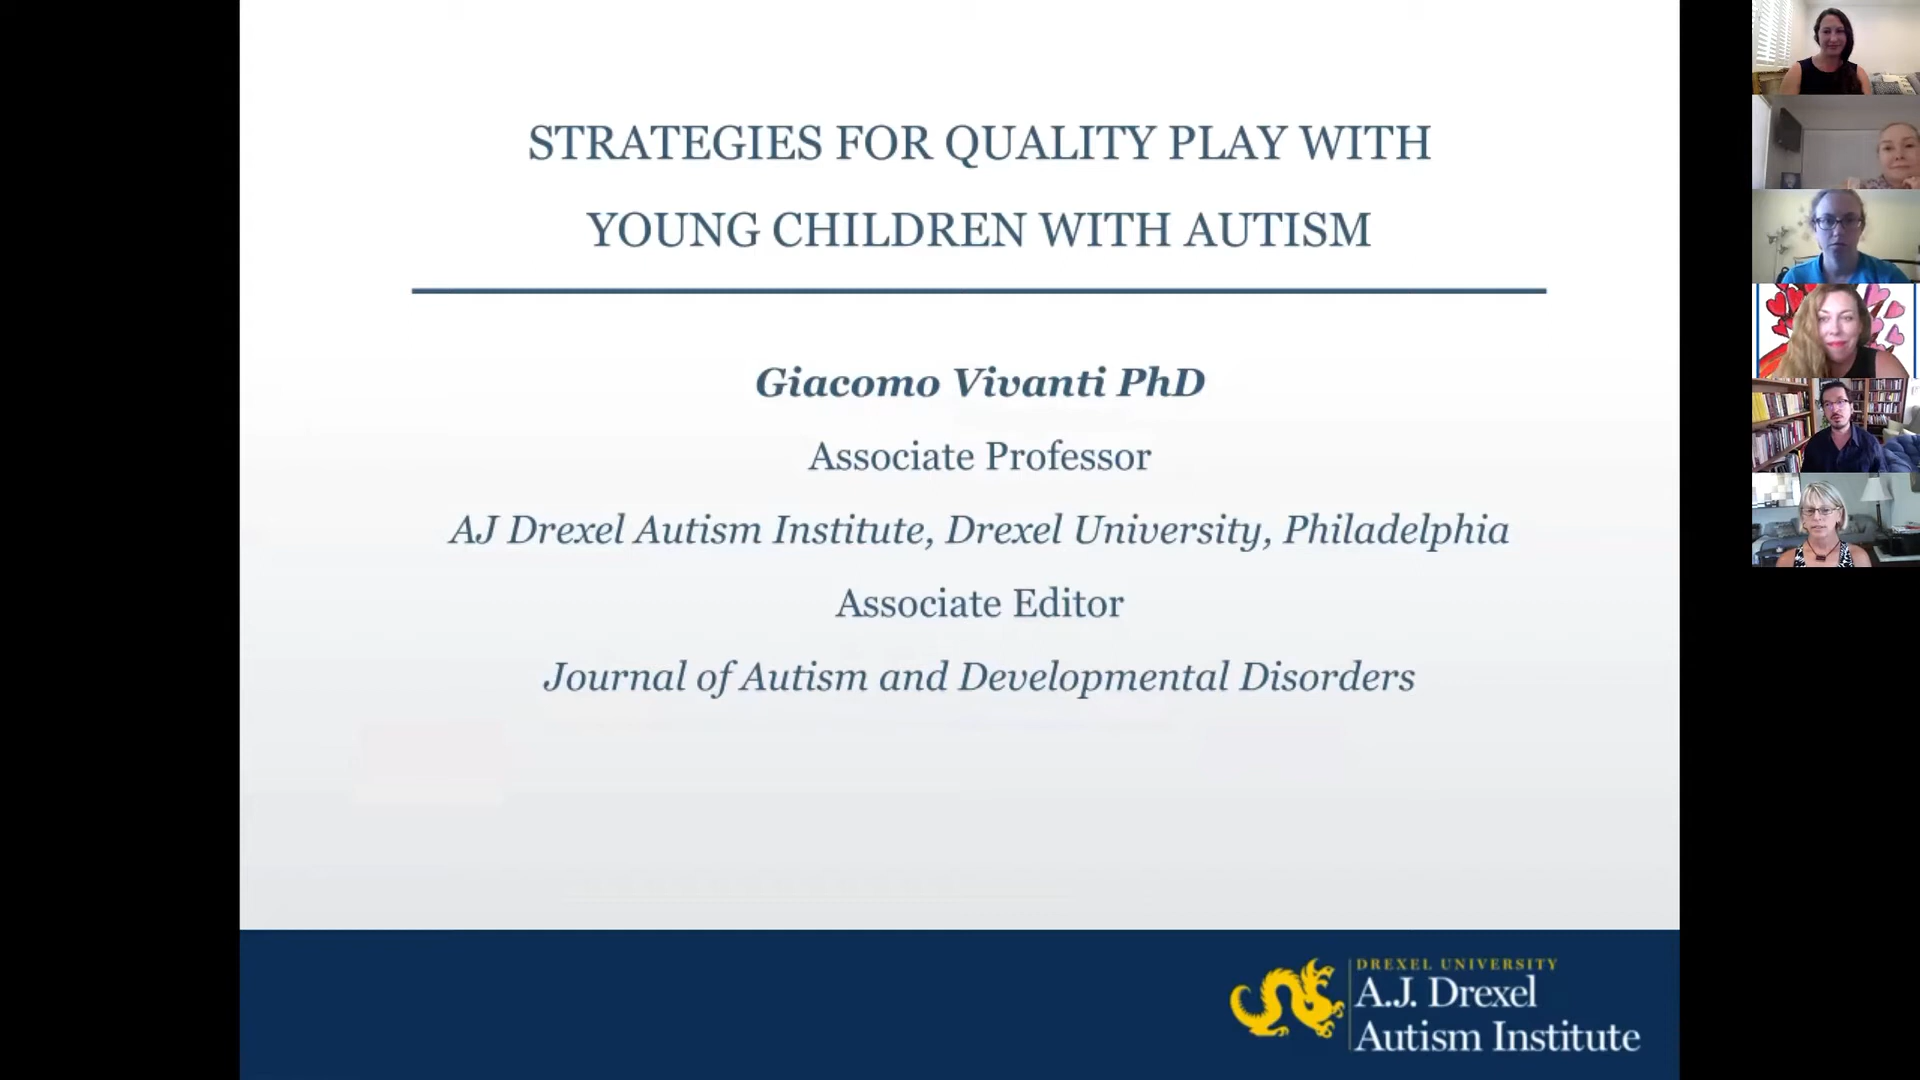 STRATEGIES FOR QUALITY PLAY WITH
YOUNG CHILDREN WITH AUTISM
Giacomo Vivanti PhD
Associate Professor
AJ Drexel Autism Institute, Drexel University, Philadelphia
Associate Editor
Journal of Autism and Developmental Disorders
DREXEL UNIVERSITY
A.J. Drexel
Autism Institute